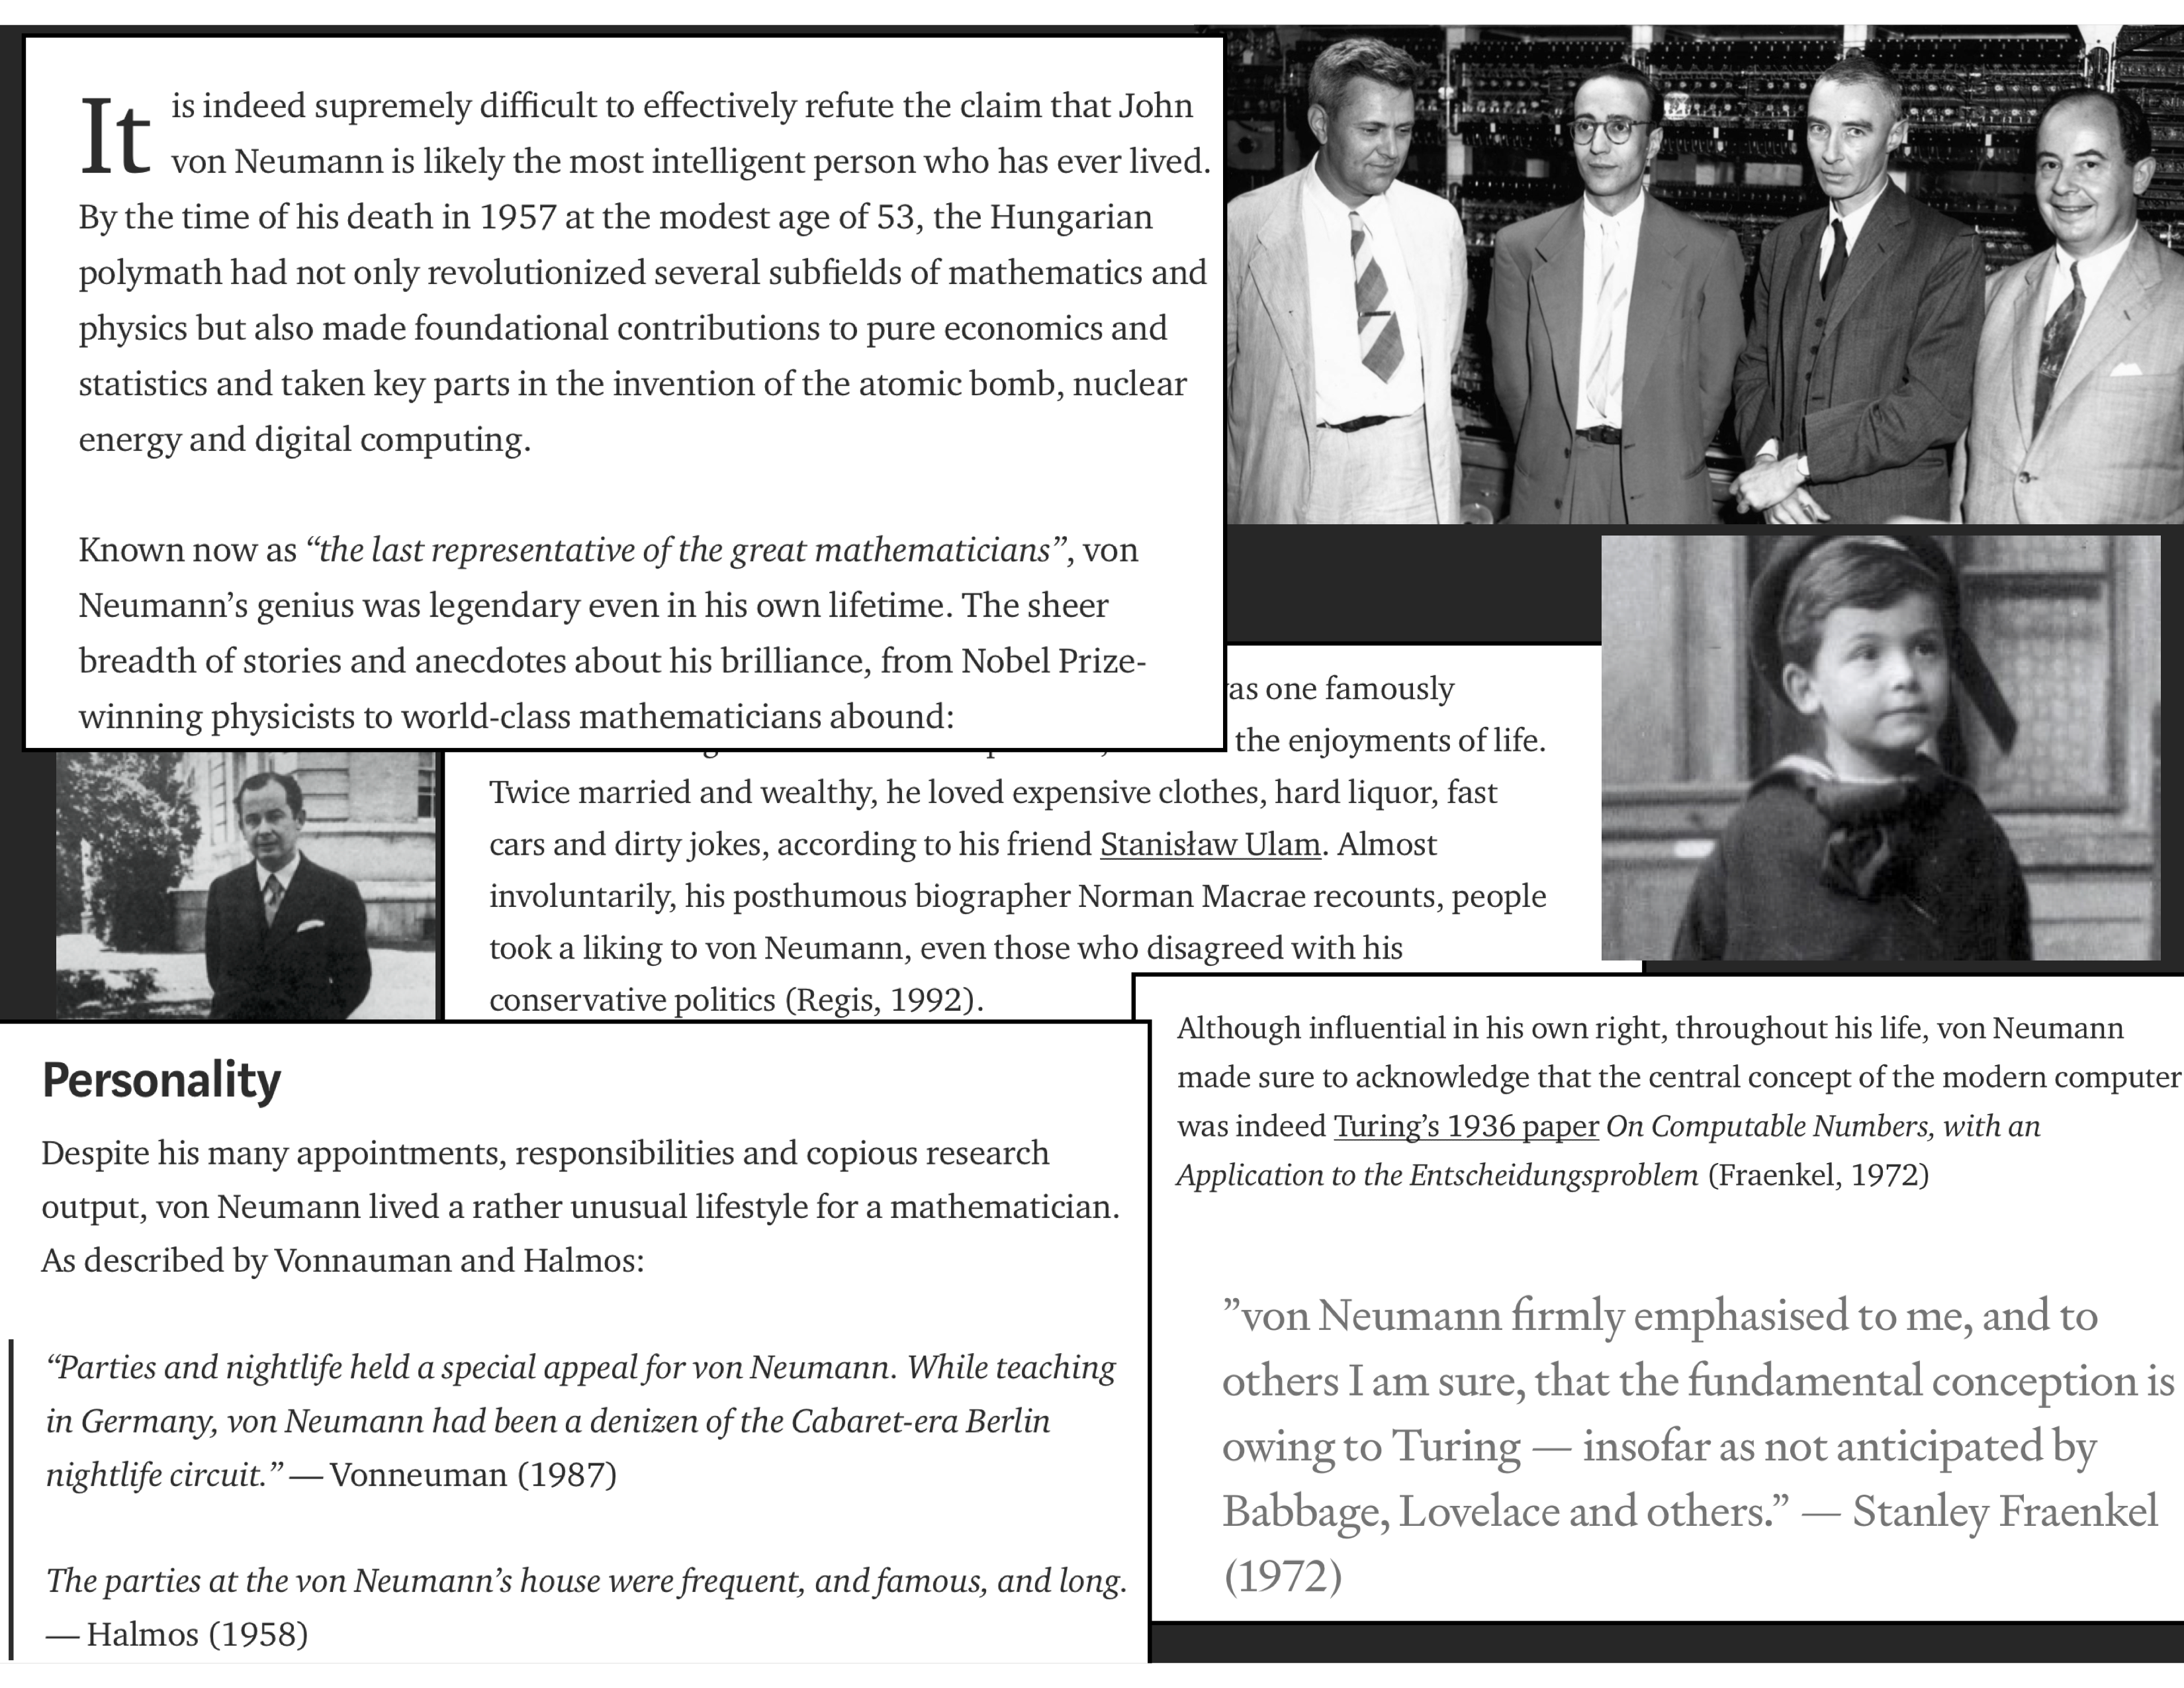 It is indeed supremely difficult to effectively refute the claim that John
von Neumann is likely the most intelligent person who has ever lived.
By the time of his death in 1957 at the modest age of 53, the Hungarian
polymath had not only revolutionized several subfields of mathematics and
physics but also made foundational contributions to pure economics and
statistics and taken key parts in the invention of the atomic bomb, nuclear
energy and digital computing.
Known now as “the last representative of the great mathematicians”, von
Neumann’s genius was legendary even in his own lifetime. The sheer
breadth of stories and anecdotes about his brilliance, from Nobel Prize-
winning physicists to world-class mathematicians abound:
one famously
the enjoyments of life.
Twice married and wealthy, he loved expensive clothes, hard liquor, fast
cars and dirty jokes, according to his friend Stanisław Ulam. Almost
involuntarily, his posthumous biographer Norman Macrae recounts, people
took a liking to von Neumann, even those who disagreed with his
conservative politics (Regis, 1992).
Personality
Despite his many appointments, responsibilities and copious research
output, von Neumann lived a rather unusual lifestyle for a mathematician.
As described by Vonnauman and Halmos:
“Parties and nightlife held a special appeal for von Neumann. While teaching
in Germany, von Neumann had been a denizen of the Cabaret-era Berlin
nightlife circuit.” — Vonneuman (1987)
The parties at the von Neumann’s house were frequent, and famous, and long.
— Halmos (1958)
Although influential in his own right, throughout his life, von Neumann
made sure to acknowledge that the central concept of the modern computer
was indeed Turing’s 1936 paper On Computable Numbers, with an
Application to the Entscheidungsproblem (Fraenkel, 1972)
”von Neumann firmly emphasised to me, and to
others I am sure, that the fundamental conception is
owing to Turing — insofar as not anticipated by
Babbage, Lovelace and others.” — Stanley Fraenkel
(1972)